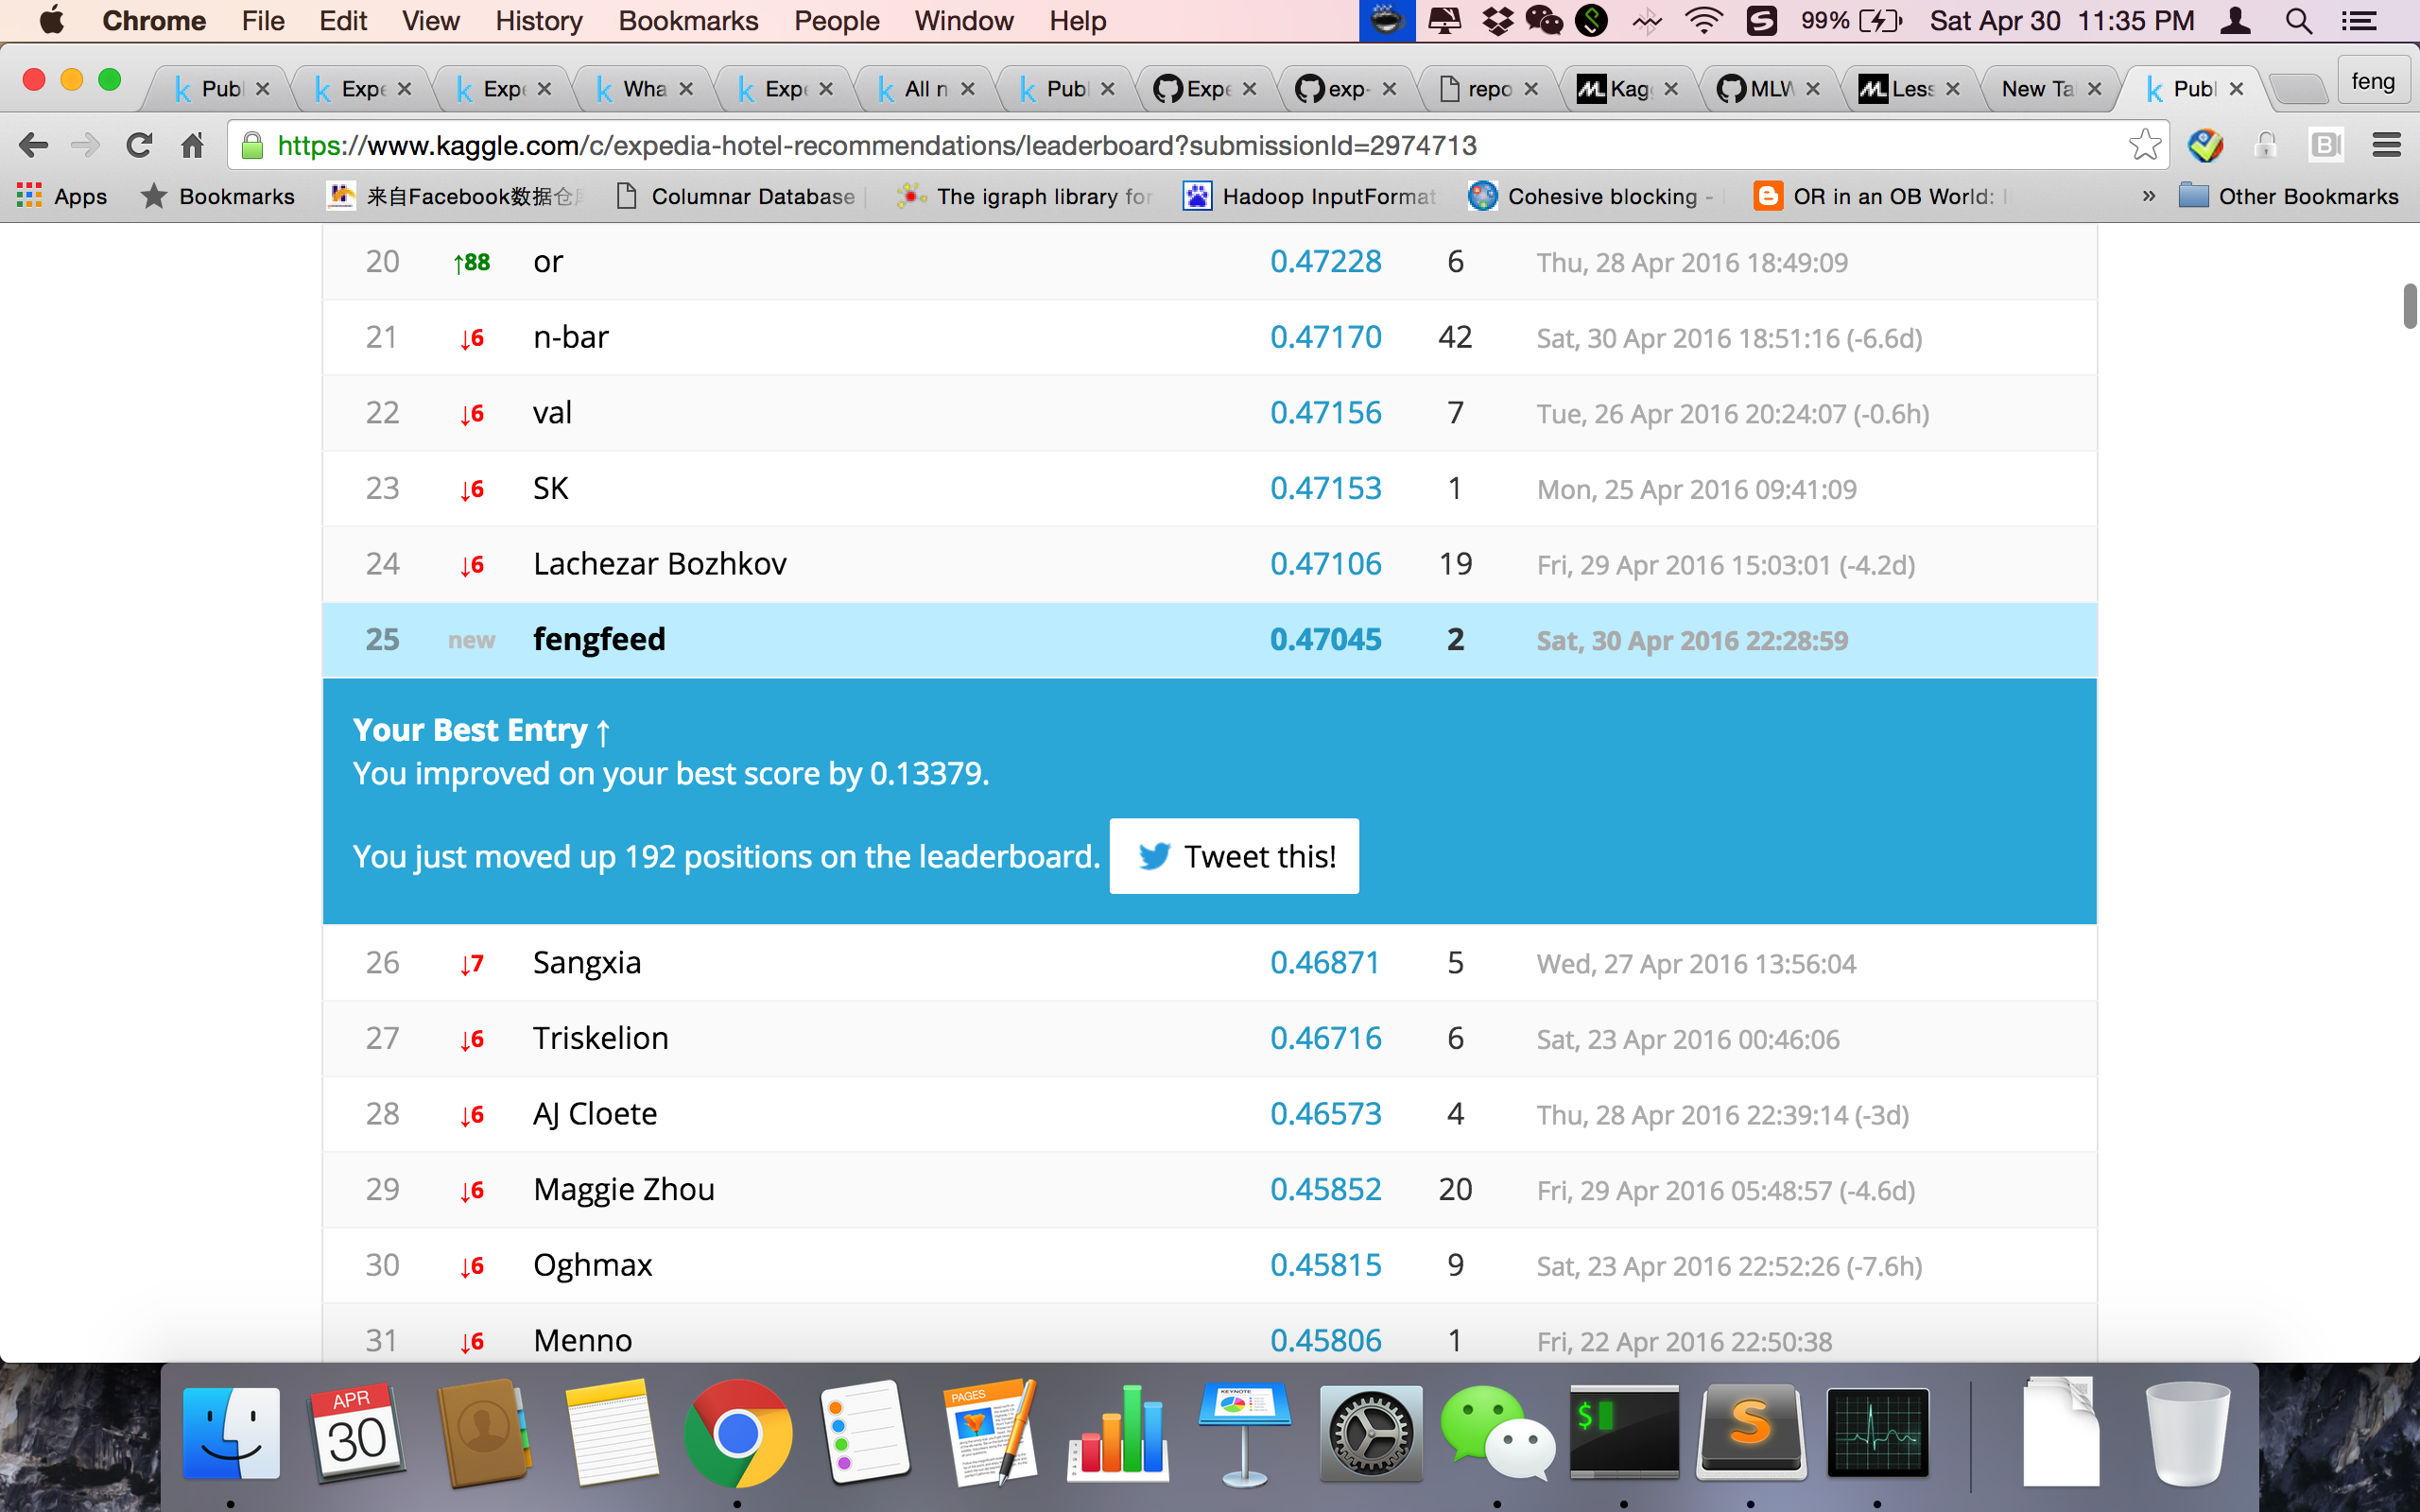 Chrome File Edit View History Bookmarks People Window Help 99% Sat Apr 30 11:35 PM
Publ Expe Expe Wha Expe All n Publ Expe exp- repo Kag MLW Less New Ta Publ feng
https://www.kaggle.com/c/expedia-hotel-recommendations/leaderboard?submissionId=2974713
Apps Bookmarks 来自Facebook数据仓 Columnar Database The igraph library for Hadoop InputFormat Cohesive blocking - OR in an OB World: » Other Bookmarks
20 ↑88 or 0.47228 6 Thu, 28 Apr 2016 18:49:09
21 ↓6 n-bar 0.47170 42 Sat, 30 Apr 2016 18:51:16 (-6.6d)
22 ↓6 val 0.47156 7 Tue, 26 Apr 2016 20:24:07 (-0.6h)
23 ↓6 SK 0.47153 1 Mon, 25 Apr 2016 09:41:09
24 ↓6 Lachezar Bozhkov 0.47106 19 Fri, 29 Apr 2016 15:03:01 (-4.2d)
25 new fengfeed 0.47045 2 Sat, 30 Apr 2016 22:28:59
Your Best Entry ↑
You improved on your best score by 0.13379.
You just moved up 192 positions on the leaderboard. Tweet this!
26 ↓7 Sangxia 0.46871 5 Wed, 27 Apr 2016 13:56:04
27 ↓6 Triskelion 0.46716 6 Sat, 23 Apr 2016 00:46:06
28 ↓6 AJ Cloete 0.46573 4 Thu, 28 Apr 2016 22:39:14 (-3d)
29 ↓6 Maggie Zhou 0.45852 20 Fri, 29 Apr 2016 05:48:57 (-4.6d)
30 ↓6 Oghmax 0.45815 9 Sat, 23 Apr 2016 22:52:26 (-7.6h)
31 ↓6 Menno 0.45806 1 Fri, 22 Apr 2016 22:50:38
APR
30
PAGES
KEYNOTE
$
S